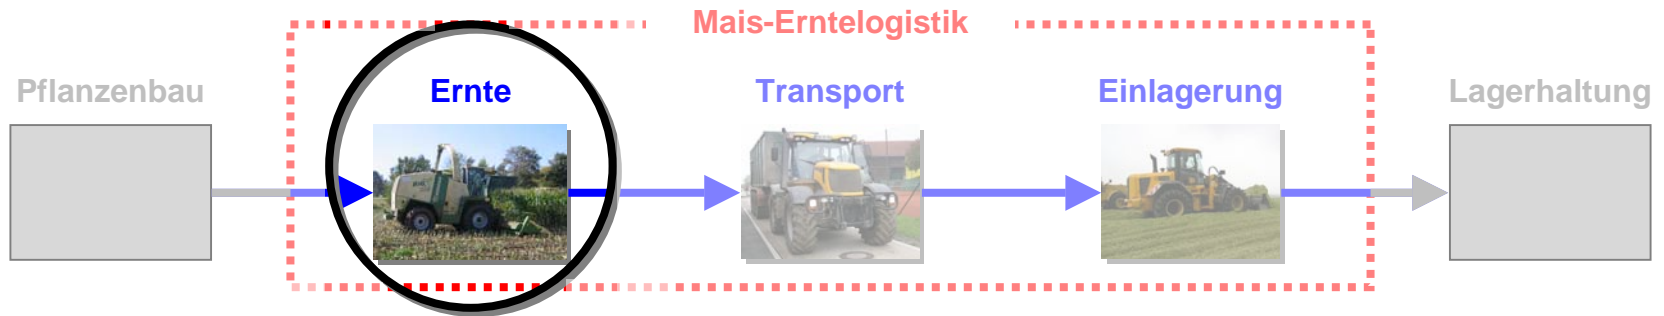 Mais-Erntelogistik
Pflanzenbau
Ernte
Transport
Einlagerung
Lagerhaltung